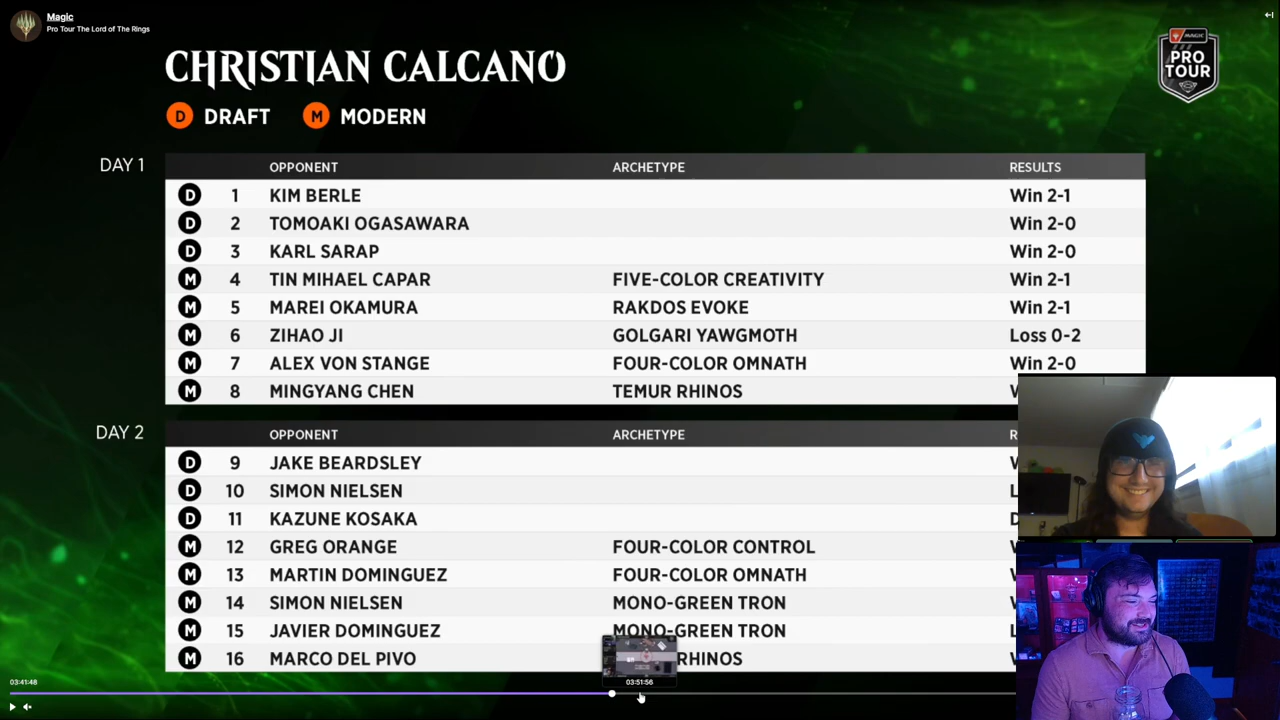 Magic
Pro Tour The Lord of The Rings
CHRISTIAN CALCANO
MAGIC
PRO
TOUR
D DRAFT M MODERN
DAY 1
OPPONENT ARCHETYPE RESULTS
D 1 KIM BERLE Win 2-1
D 2 TOMOAKI OGASAWARA Win 2-0
D 3 KARL SARAP Win 2-0
M 4 TIN MIHAEL CAPAR FIVE-COLOR CREATIVITY Win 2-1
M 5 MAREI OKAMURA RAKDOS EVOKE Win 2-1
M 6 ZIHAO JI GOLGARI YAWGMOTH Loss 0-2
M 7 ALEX VON STANGE FOUR-COLOR OMNATH Win 2-0
M 8 MINGYANG CHEN TEMUR RHINOS
DAY 2
OPPONENT ARCHETYPE
D 9 JAKE BEARDSLEY
D 10 SIMON NIELSEN
D 11 KAZUNE KOSAKA
M 12 GREG ORANGE FOUR-COLOR CONTROL
M 13 MARTIN DOMINGUEZ FOUR-COLOR OMNATH
M 14 SIMON NIELSEN MONO-GREEN TRON
M 15 JAVIER DOMINGUEZ MONO-GREEN TRON
M 16 MARCO DEL PIVO RHINOS
03:41:48
03:51:56